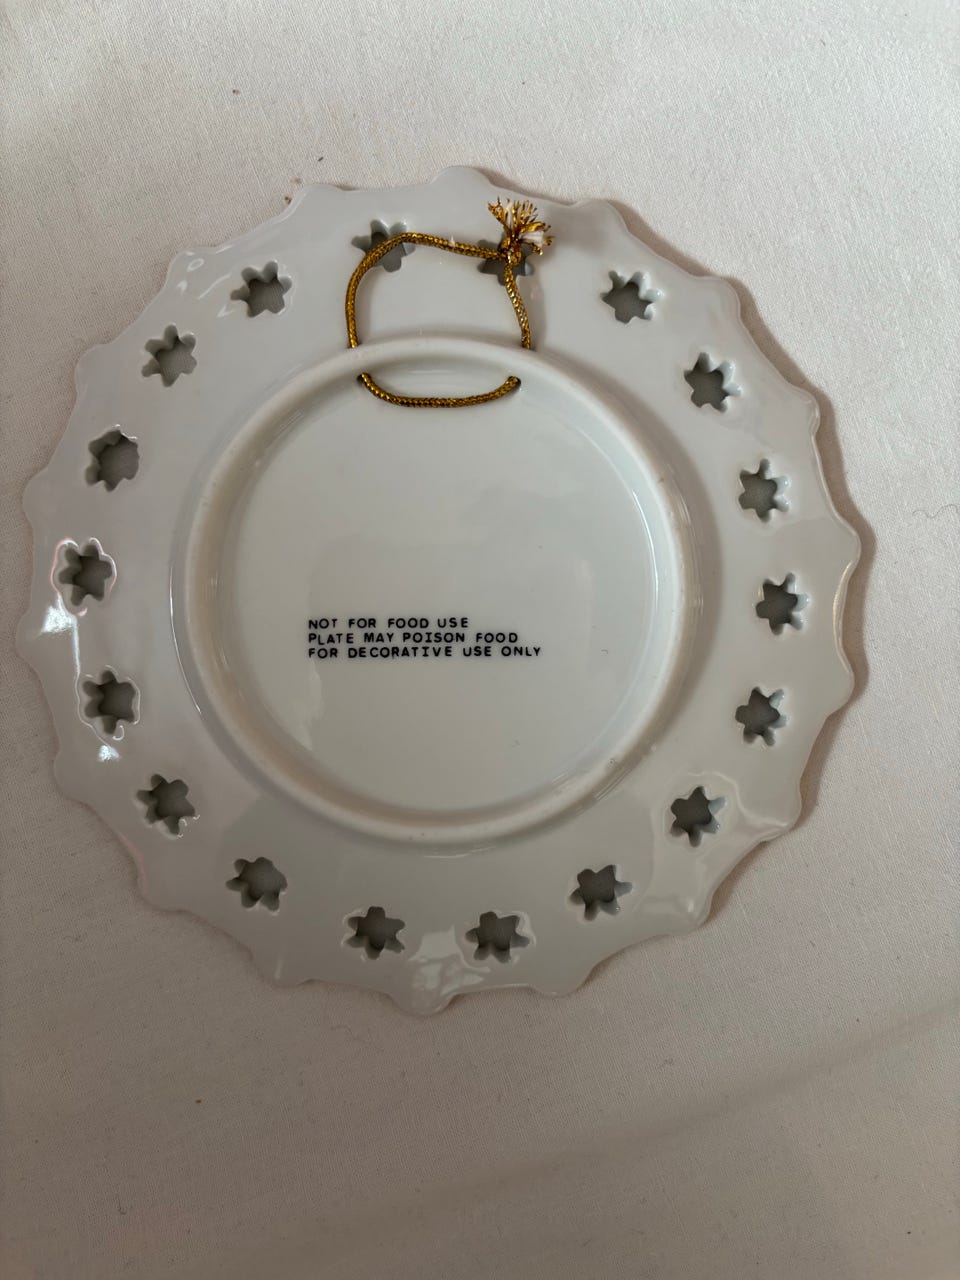 NOT FOR FOOD USE
PLATE MAY POISON FOOD
FOR DECORATIVE USE ONLY